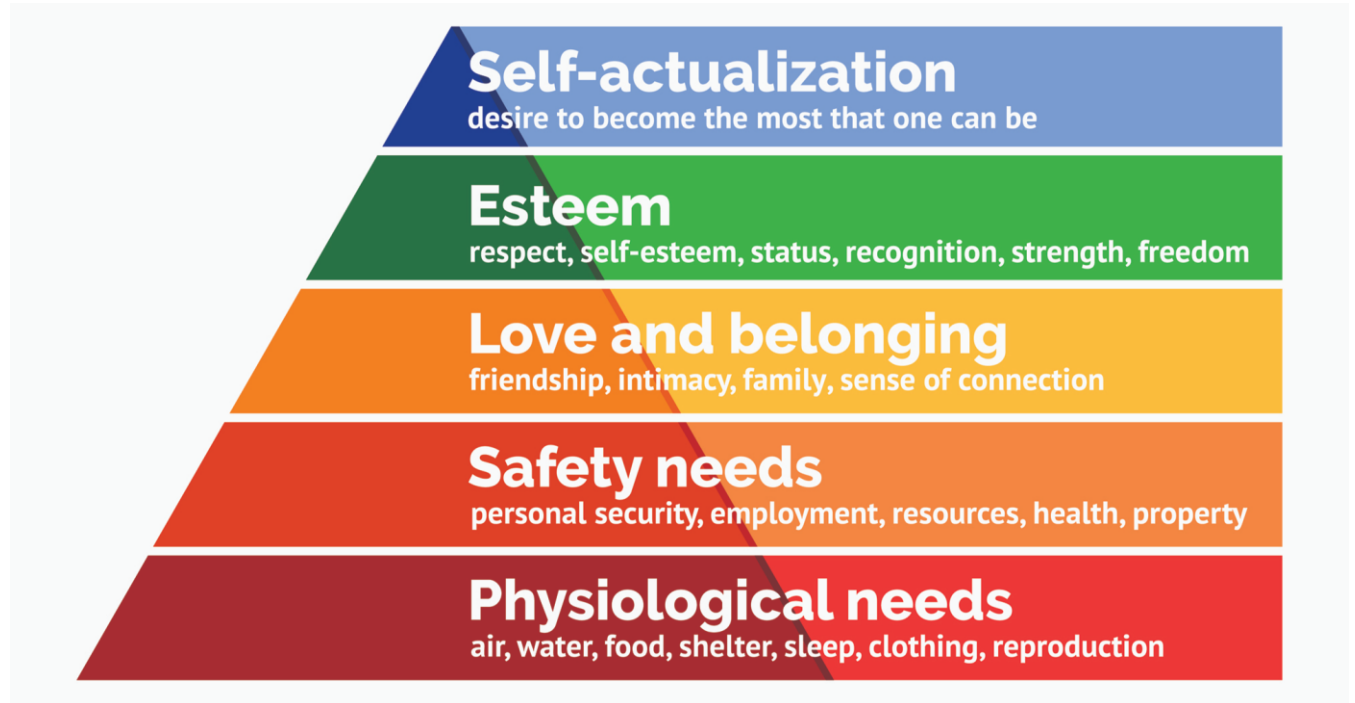 Self-actualization
desire to become the most that one can be
Esteem
respect, self-esteem, status, recognition, strength, freedom
Love and belonging
friendship, intimacy, family, sense of connection
Safety needs
personal security, employment, resources, health, property
Physiological needs
air, water, food, shelter, sleep, clothing, reproduction